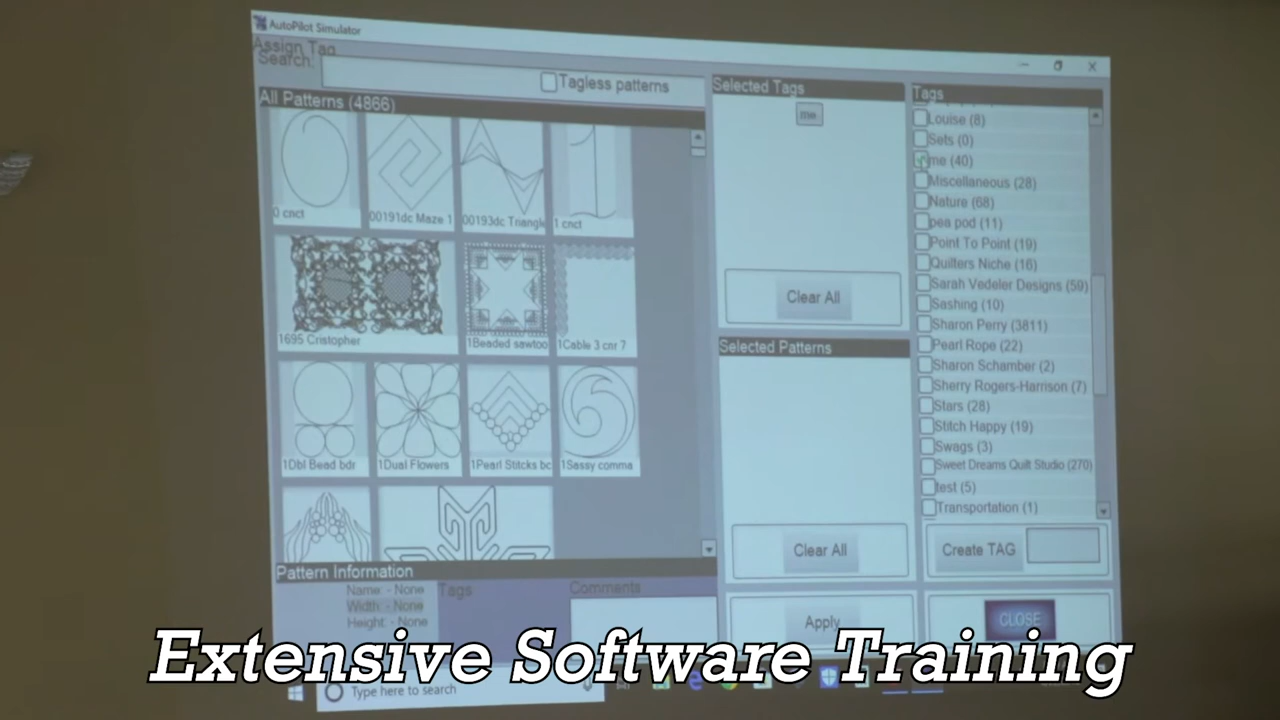 AutoPilot Simulator
Assign Tag
Search:
Tagless patterns
All Patterns (4866)
0 cnct
00191dc Maze 1
00193dc Triangle
1 cnct
1695 Cristopher
1Beaded sawtoo
1Cable 3 cnr ?
1Dbl Bead bdr
1Dual Flowers
1Pearl Stitcks bc
1Sassy comma
Pattern Information
Name: - None
Width: - None
Height: - None
Tags
Comments
Selected Tags
me
Clear All
Selected Patterns
Clear All
Apply
Tags
Louise (8)
Sets (0)
me (40)
Miscellaneous (28)
Nature (68)
pea pod (11)
Point To Point (19)
Quilters Niche (16)
Sarah Vedeler Designs (59)
Sashing (10)
Sharon Perry (3811)
Pearl Rope (22)
Sharon Schamber (2)
Sherry Rogers-Harrison (7)
Stars (28)
Stitch Happy (19)
Swags (3)
Sweet Dreams Quilt Studio (270)
test (5)
Transportation (1)
Create TAG
CLOSE
Extensive Software Training
Type here to search